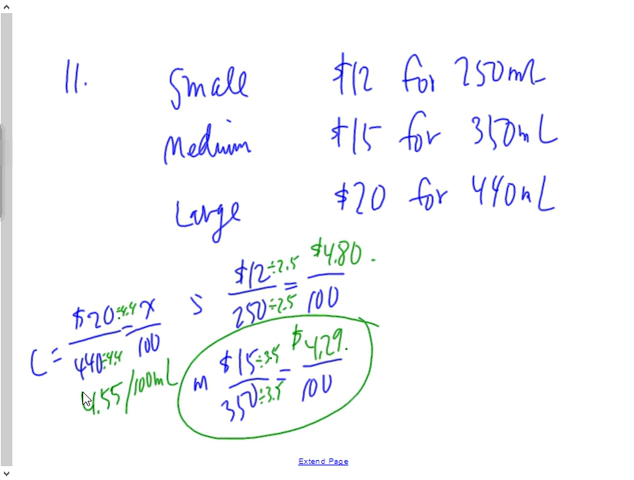 11.
Small $12 for 250mL
Medium $15 for 350mL
Large $20 for 440mL
S $12÷2.5 / 250÷2.5 = $4.80 / 100
L = $20÷4.4 / 440÷4.4 = x / 100
4.55/100mL
m $15÷3.5 / 350÷3.5 = $4.29 / 100
Extend Page